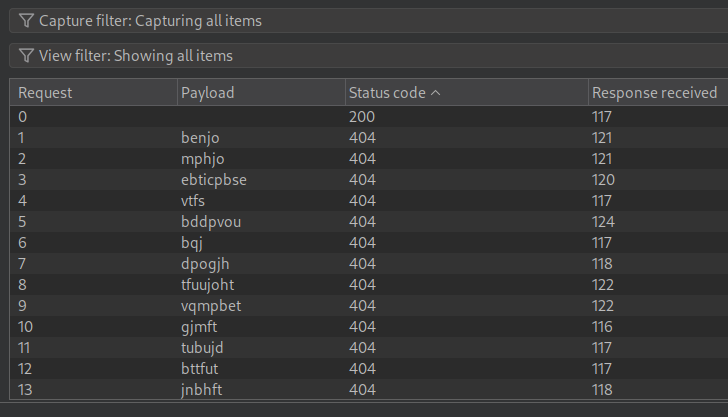 Capture filter: Capturing all items
View filter: Showing all items
Request Payload Status code Response received
0 200 117
1 benjo 404 121
2 mphjo 404 121
3 ebticpbse 404 120
4 vtfs 404 117
5 bddpvou 404 124
6 bqj 404 117
7 dpogjh 404 118
8 tfuujoht 404 122
9 vqmpbet 404 122
10 gjmft 404 116
11 tubujd 404 117
12 bttfut 404 117
13 jnbhft 404 118